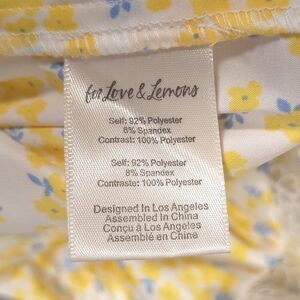 for Love & Lemons
Self: 92% Polyester
8% Spandex
Contrast: 100% Polyester
Self: 92% Polyester
8% Spandex
Contraste: 100% Polyester
Designed In Los Angeles
Assembled In China
Conçu à Los Angeles
Assemblé en Chine